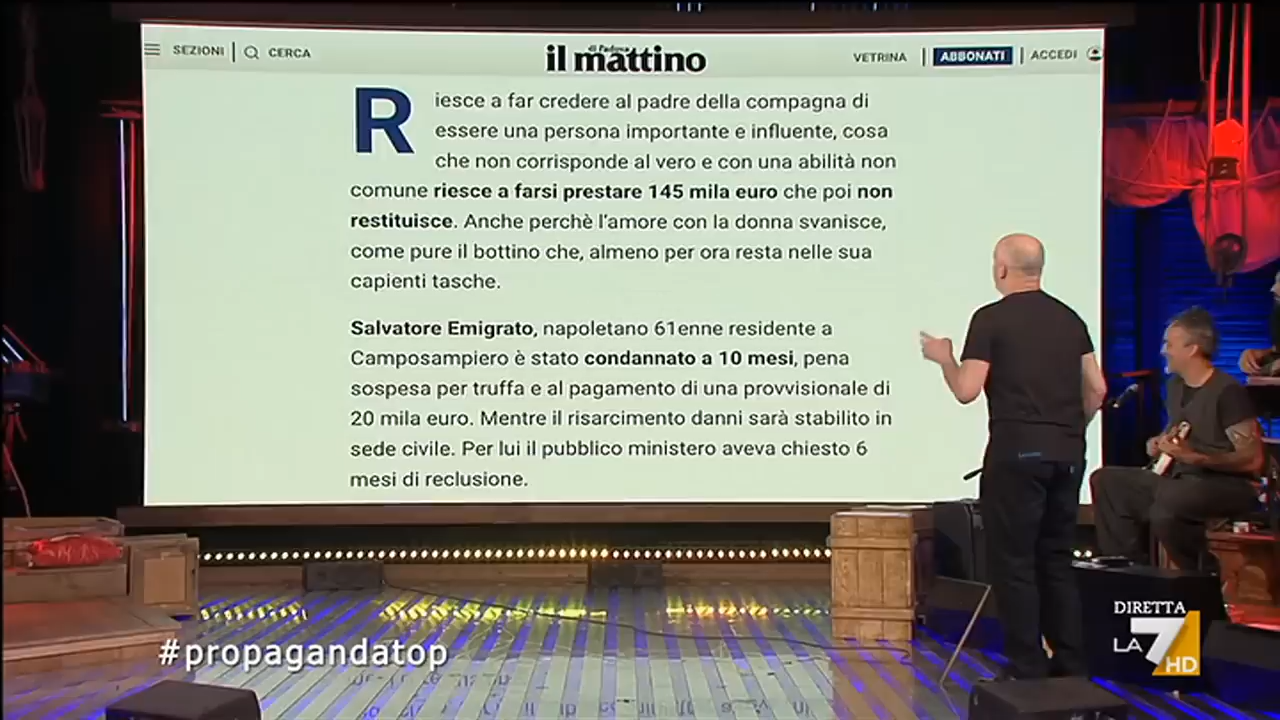 SEZIONI
CERCA
il mattino
di Padova
VETRINA
ABBONATI
ACCEDI
Riesce a far credere al padre della compagna di
essere una persona importante e influente, cosa
che non corrisponde al vero e con una abilità non
comune riesce a farsi prestare 145 mila euro che poi non
restituisce. Anche perchè l'amore con la donna svanisce,
come pure il bottino che, almeno per ora resta nelle sua
capienti tasche.
Salvatore Emigrato, napoletano 61enne residente a
Camposampiero è stato condannato a 10 mesi, pena
sospesa per truffa e al pagamento di una provvisionale di
20 mila euro. Mentre il risarcimento danni sarà stabilito in
sede civile. Per lui il pubblico ministero aveva chiesto 6
mesi di reclusione.
#propagandatop
DIRETTA
LA 7 HD